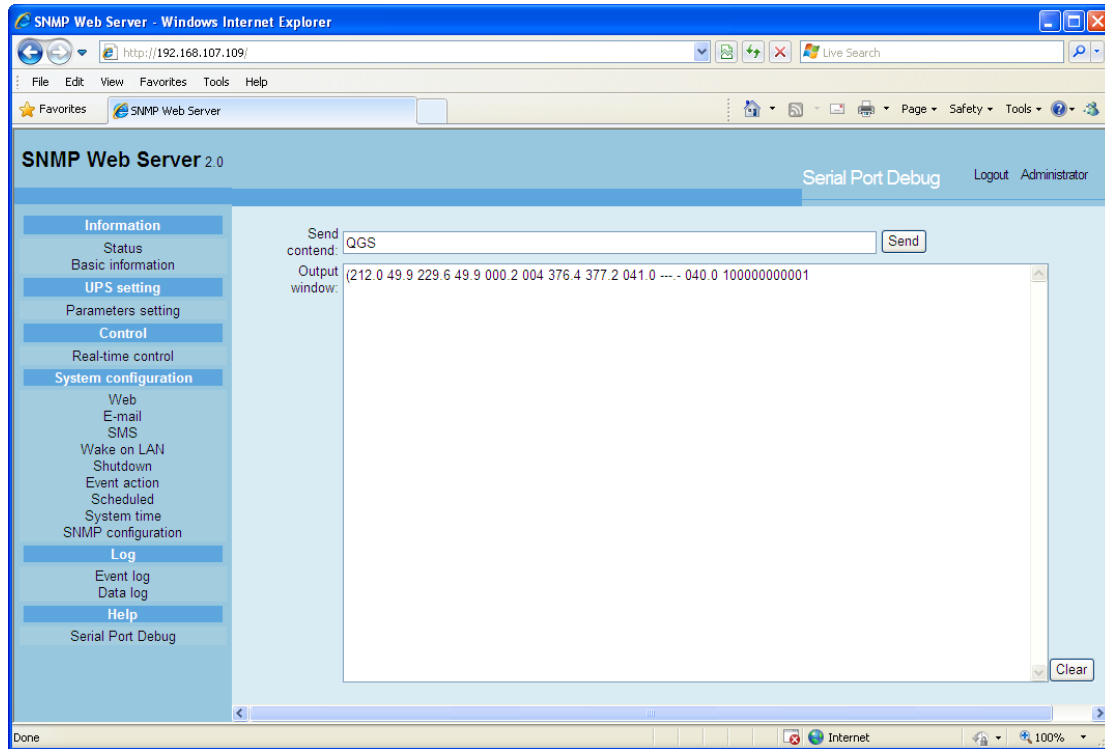 SNMP Web Server - Windows Internet Explorer
http://192.168.107.109/
Live Search
File Edit View Favorites Tools Help
Favorites SNMP Web Server Page Safety Tools
SNMP Web Server 2.0
Serial Port Debug Logout Administrator
Information
Status
Basic information
UPS setting
Parameters setting
Control
Real-time control
System configuration
Web
E-mail
SMS
Wake on LAN
Shutdown
Event action
Scheduled
System time
SNMP configuration
Log
Event log
Data log
Help
Serial Port Debug
Send
contend: QGS Send
Output
window: (212.0 49.9 229.6 49.9 000.2 004 376.4 377.2 041.0 ---.- 040.0 100000000001
Clear
Done Internet 100%